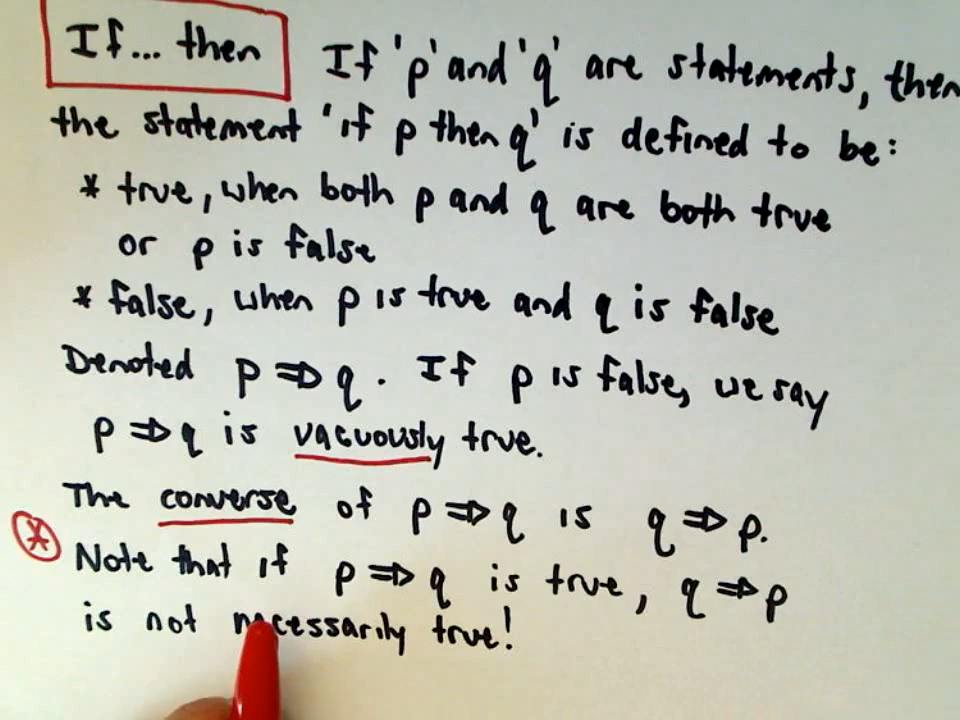 If... then If 'p' and 'q' are statements, then
the statement 'if p then q' is defined to be:
* true, when both p and q are both true
or p is false
* false, when p is true and q is false
Denoted p ⇒ q. If p is false, we say
p ⇒ q is vacuously true.
The converse of p ⇒ q is q ⇒ p.
* Note that if p ⇒ q is true, q ⇒ p
is not necessarily true!